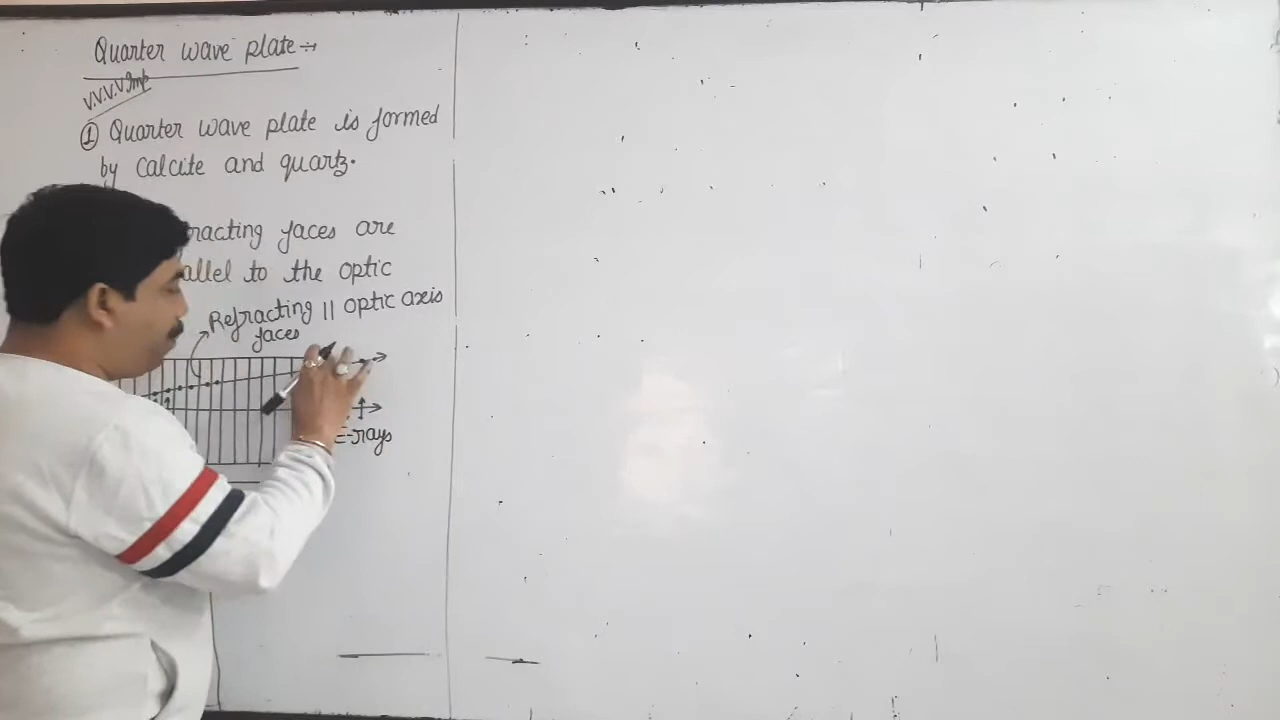 Quarter wave plate÷
V.V.V.V Imp
① Quarter wave plate is formed
by Calcite and quartz.
racting faces are
allel to the optic
Refracting || optic axis
faces
E-rays